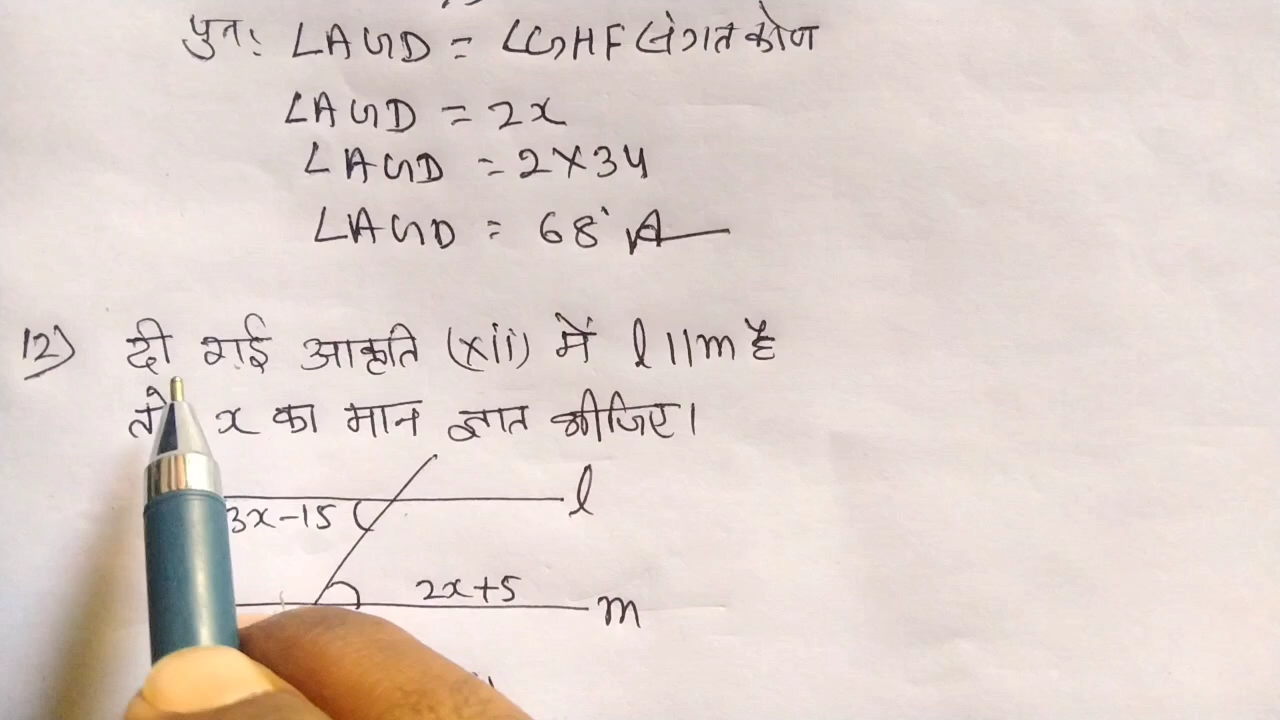 पुनः ∠AGD = ∠GHF संगत कोण
∠AGD = 2x
∠AGD = 2×34
∠AGD = 68°
12) दी गई आकृति (xii) में l||m है
तो x का मान ज्ञात कीजिए।
l
3x-15
2x+5
m